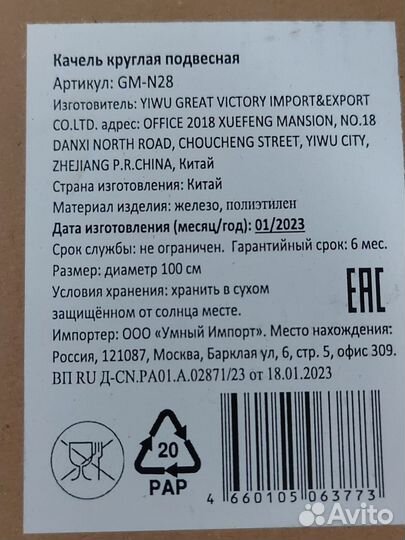 Качель круглая подвесная
Артикул: GM-N28
Изготовитель: YIWU GREAT VICTORY IMPORT&EXPORT
CO.LTD. адрес: OFFICE 2018 XUEFENG MANSION, NO.18
DANXI NORTH ROAD, CHOUCHENG STREET, YIWU CITY,
ZHEJIANG P.R.CHINA, Китай
Страна изготовления: Китай
Материал изделия: железо, полиэтилен
Дата изготовления (месяц/год): 01/2023
Срок службы: не ограничен. Гарантийный срок: 6 мес.
Размер: диаметр 100 см
Условия хранения: хранить в сухом
защищённом от солнца месте.
EAC
Импортер: ООО «Умный Импорт». Место нахождения:
Россия, 121087, Москва, Барклая ул, 6, стр. 5, офис 309.
ВП RU Д-CN.РА01.А.02871/23 от 18.01.2023
20
PAP
4 660105 063773
Avito